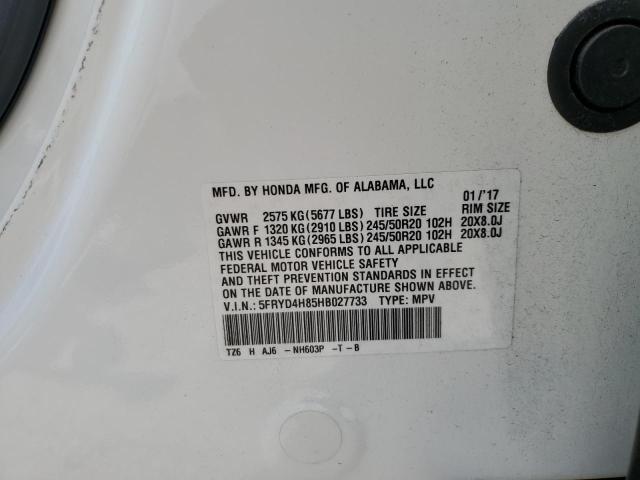 MFD. BY HONDA MFG. OF ALABAMA, LLC 01/'17
GVWR 2575 KG(5677 LBS) TIRE SIZE RIM SIZE
GAWR F 1320 KG(2910 LBS)245/50R20 102H 20X8.0J
GAWR R 1345 KG(2965 LBS)245/50R20 102H 20X8.0J
THIS VEHICLE CONFORMS TO ALL APPLICABLE
FEDERAL MOTOR VEHICLE SAFETY
AND THEFT PREVENTION STANDARDS IN EFFECT
ON THE DATE OF MANUFACTURE SHOWN ABOVE.
V.I.N.: 5FRYD4H85HB027733 TYPE: MPV
TZ6 H AJ6 -NH603P -T-B